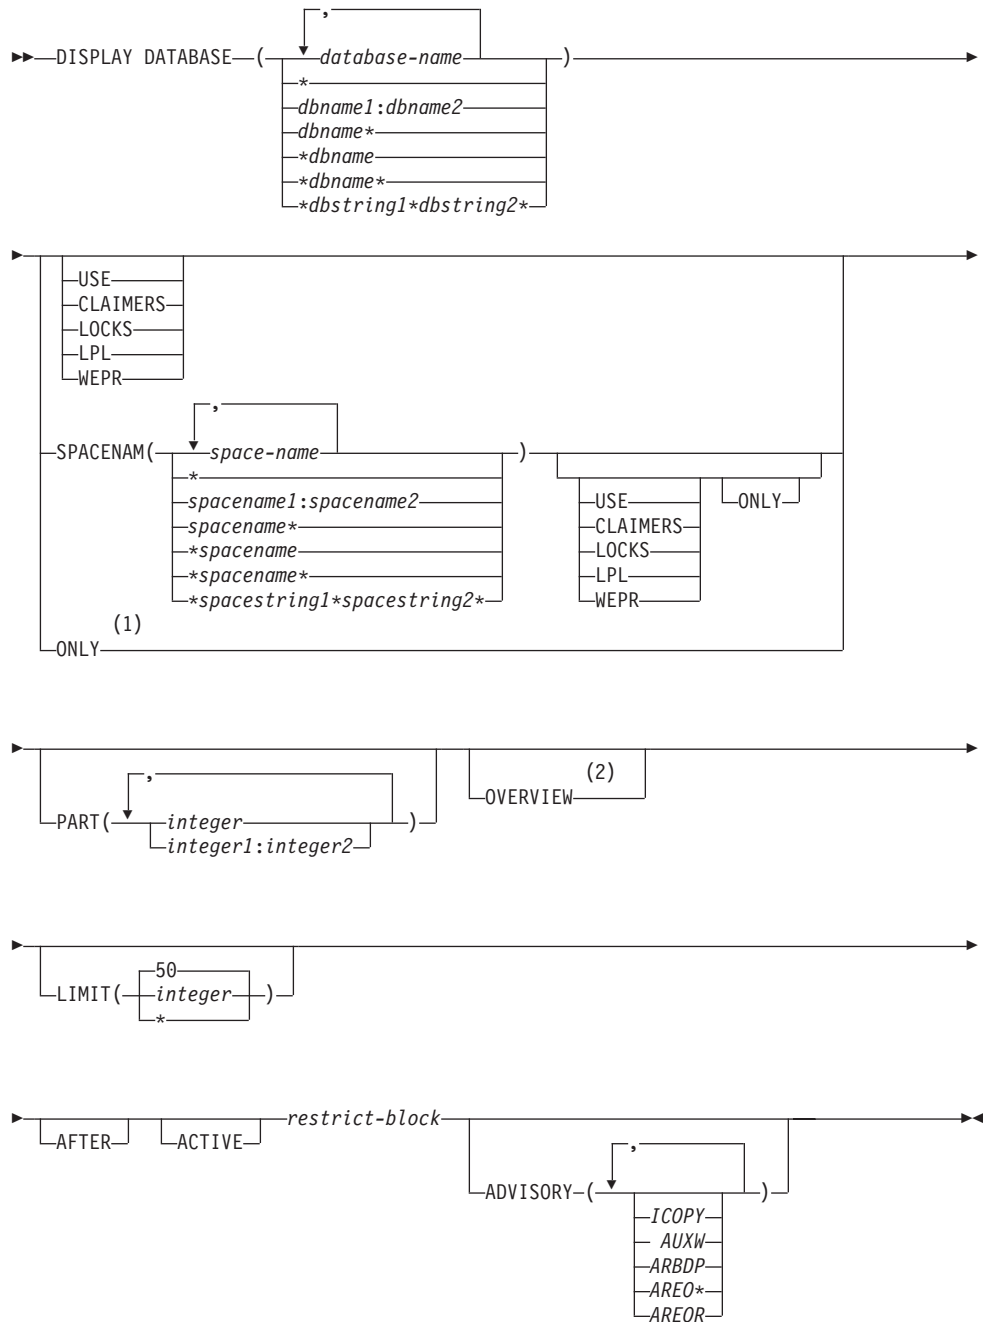 ,
DISPLAY DATABASE ( database-name )
*
dbname1:dbname2
dbname*
*dbname
*dbname*
*dbstring1*dbstring2*
USE
CLAIMERS
LOCKS
LPL
WEPR
,
SPACENAM( space-name )
*
spacename1:spacename2
spacename*
*spacename
*spacename*
*spacestring1*spacestring2*
USE ONLY
CLAIMERS
LOCKS
LPL
WEPR
(1)
ONLY
,
PART( integer )
integer1:integer2
(2)
OVERVIEW
50
LIMIT( integer )
*
AFTER ACTIVE restrict-block
,
ADVISORY ( )
ICOPY
AUXW
ARBDP
AREO*
AREOR